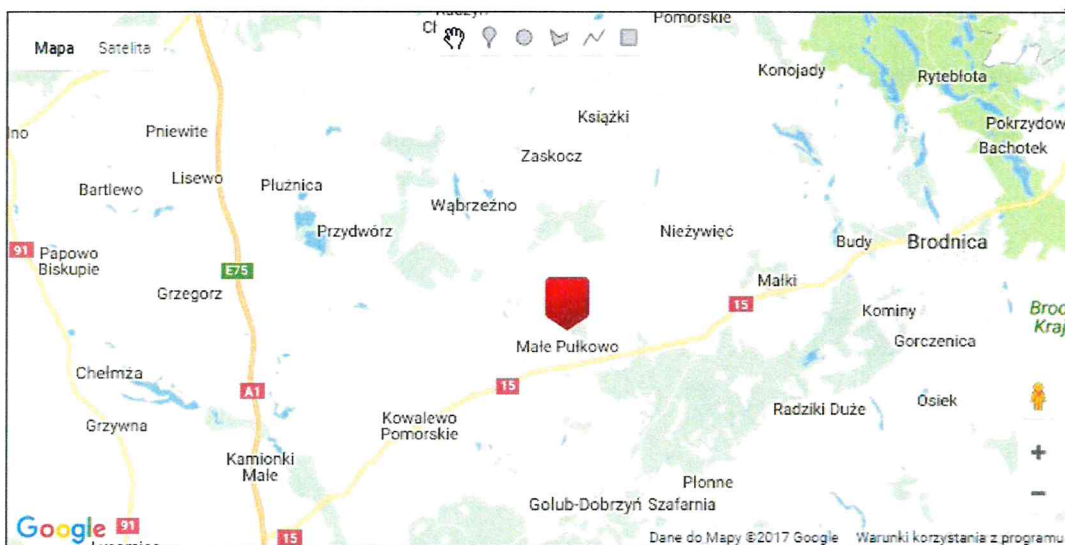 Pomorskie
Mapa Satelita
Konojady
Rytebłota
Książki
Pniewite
Pokrzydow
Bachotek
Zaskocz
Lisewo
Płużnica
Bartlewo
Wąbrzeźno
Przydwórz
Nieżywięć
Budy
Brodnica
91
Papowo
Biskupie
E75
Małki
Grzegorz
15
Kominy
Broc
Kraj
Małe Pułkowo
Gorczenica
Chełmża
A1
15
Radziki Duże
Osiek
Grzywna
Kowalewo
Pomorskie
Kamionki
Małe
Płonne
Golub-Dobrzyń
Szafarnia
Google
91
15
Dane do Mapy ©2017 Google
Warunki korzystania z programu